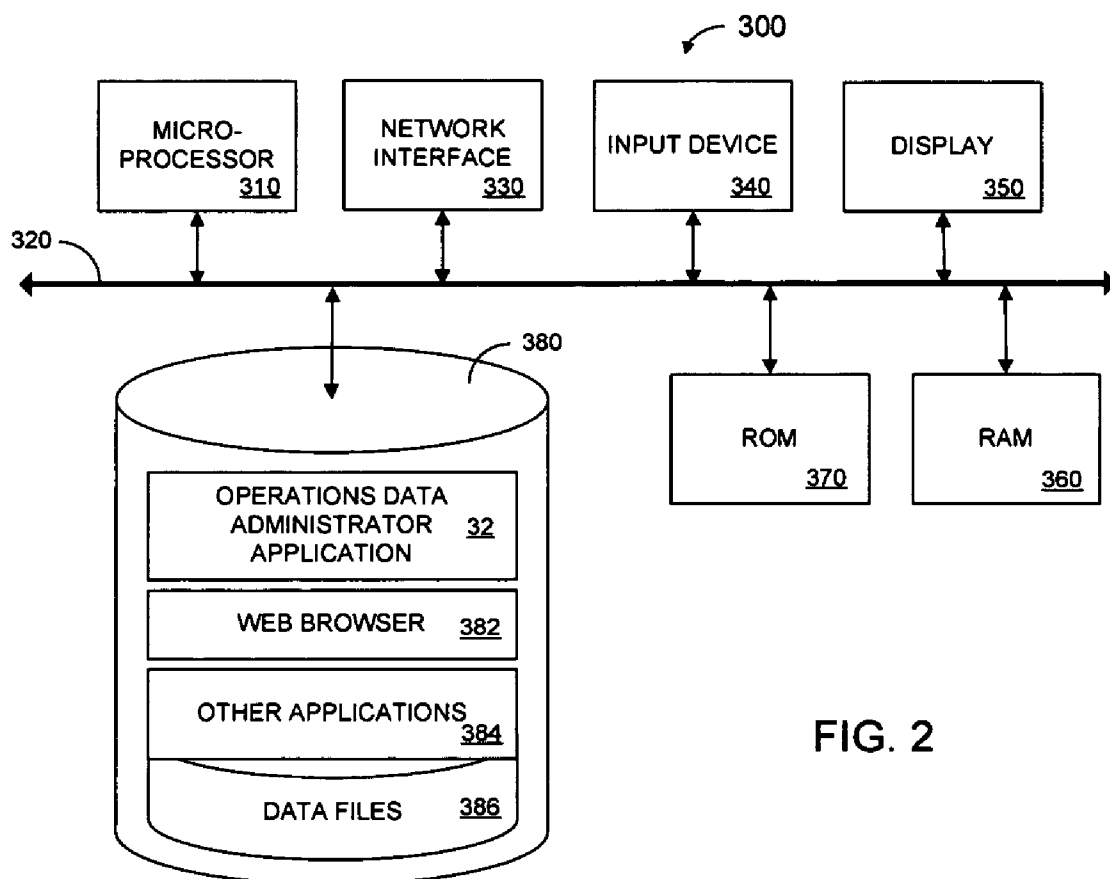 300
MICRO-
PROCESSOR
310
NETWORK
INTERFACE
330
INPUT DEVICE
340
DISPLAY
350
320
380
ROM
370
RAM
360
OPERATIONS DATA
ADMINISTRATOR
APPLICATION
32
WEB BROWSER
382
OTHER APPLICATIONS
384
DATA FILES
386
FIG. 2